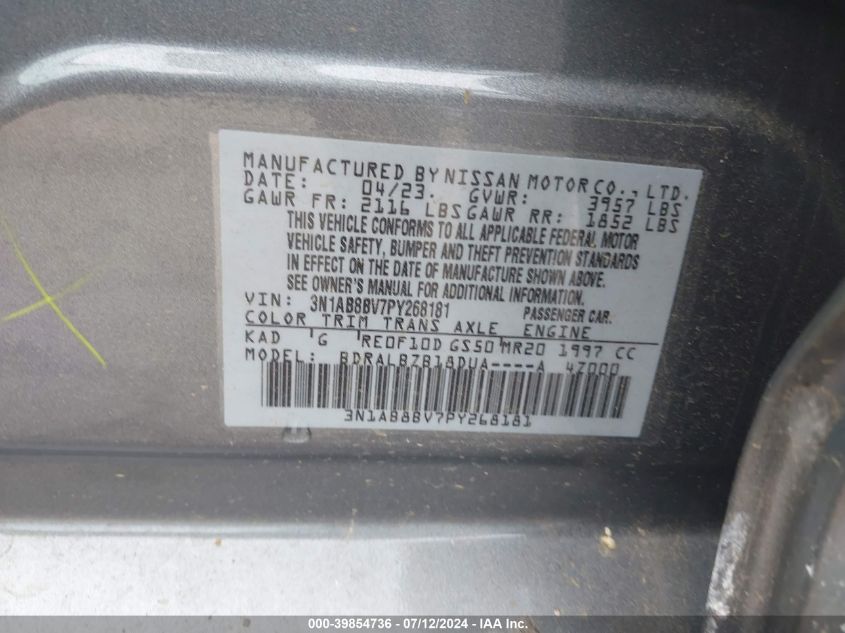 MANUFACTURED BY NISSAN MOTOR CO., LTD.
DATE: 04/23 GVWR: 3957 LBS
GAWR FR: 2116 LBS GAWR RR: 1852 LBS
THIS VEHICLE CONFORMS TO ALL APPLICABLE FEDERAL MOTOR
VEHICLE SAFETY, BUMPER AND THEFT PREVENTION STANDARDS
IN EFFECT ON THE DATE OF MANUFACTURE SHOWN ABOVE.
SEE OWNER'S MANUAL FOR ADDITIONAL INFORMATION.
VIN: 3N1AB8BV7PY268181 PASSENGER CAR.
COLOR TRIM TRANS AXLE ENGINE
KAD G RE0F10D GS50 MR20 1997 CC
MODEL: BDRALBZB18DUA----A 4Z000
3N1AB8BV7PY268181
000-39854736 - 07/12/2024 - IAA Inc.